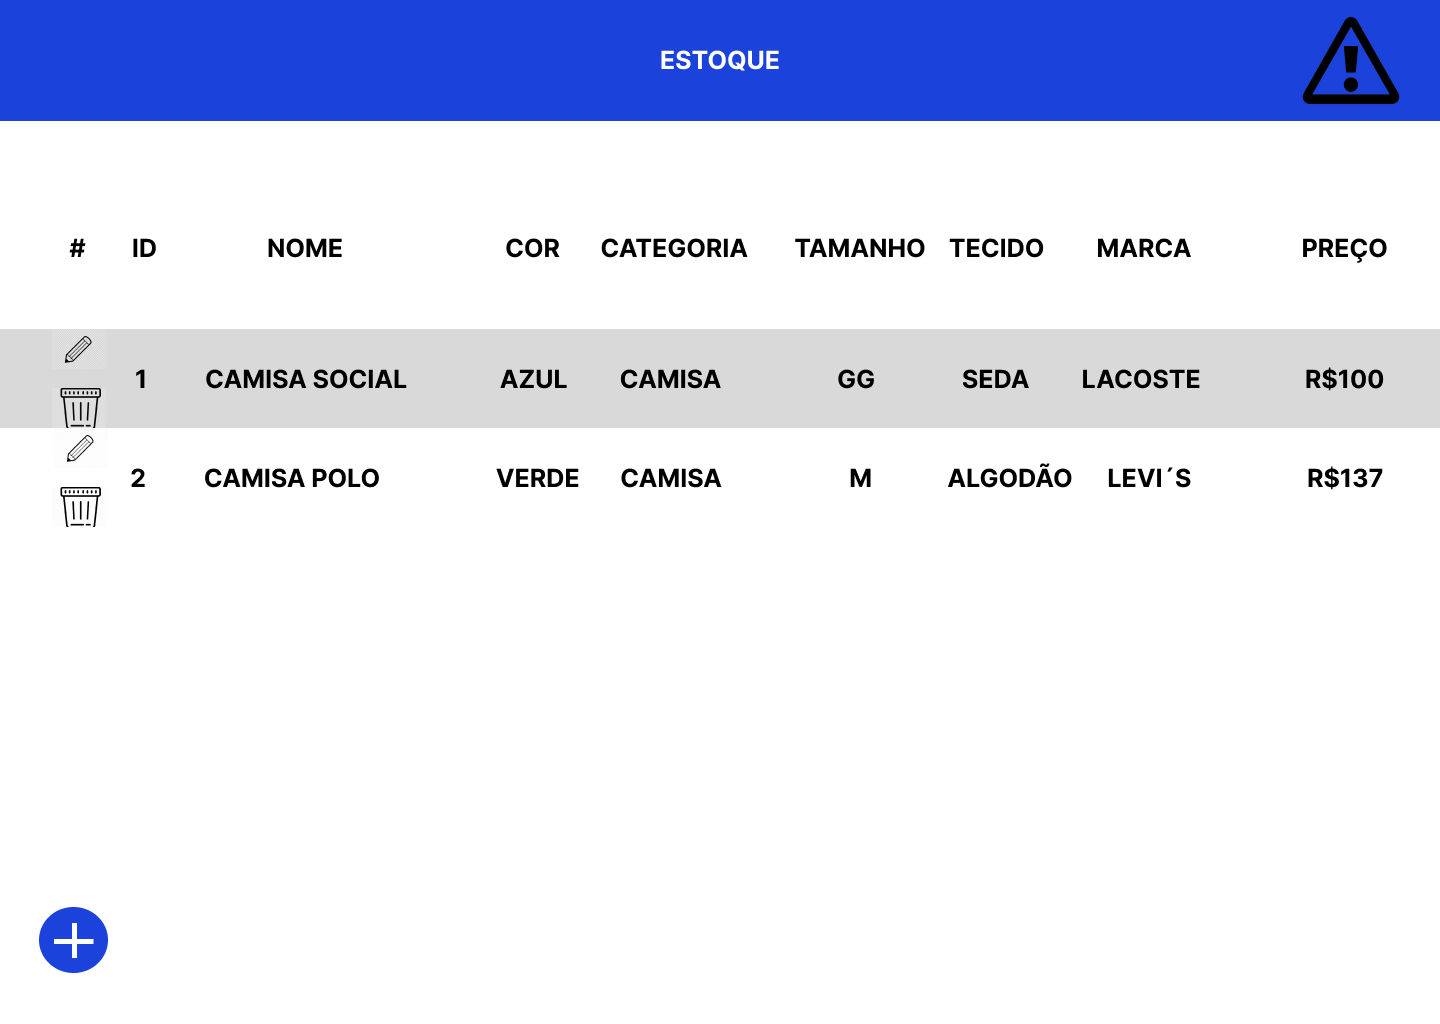 ESTOQUE
# ID NOME COR CATEGORIA TAMANHO TECIDO MARCA PREÇO
1 CAMISA SOCIAL AZUL CAMISA GG SEDA LACOSTE R$100
2 CAMISA POLO VERDE CAMISA M ALGODÃO LEVI´S R$137